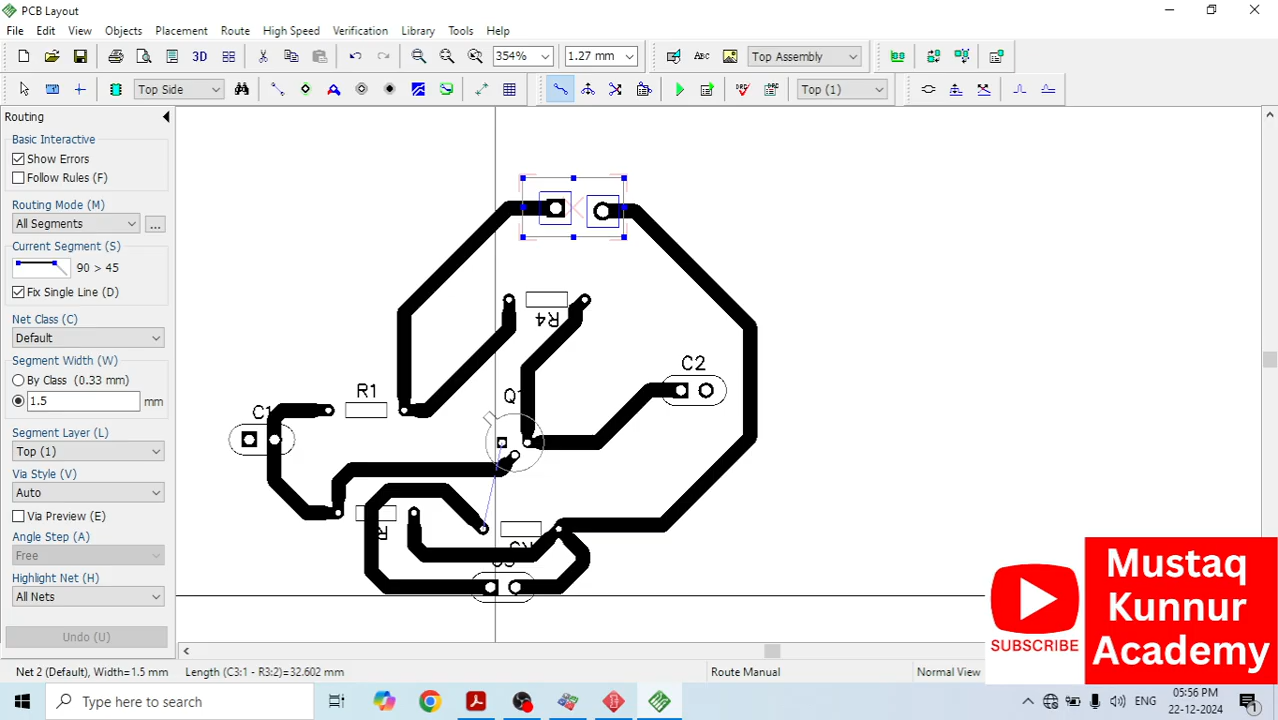 PCB Layout
File Edit View Objects Placement Route High Speed Verification Library Tools Help
3D 354% 1.27 mm ABC Top Assembly
Top Side Top (1)
Routing
Basic Interactive
Show Errors
Follow Rules (F)
Routing Mode (M)
All Segments ...
Current Segment (S)
90 > 45
Fix Single Line (D)
Net Class (C)
Default
Segment Width (W)
By Class (0.33 mm)
1.5 mm
Segment Layer (L)
Top (1)
Via Style (V)
Auto
Via Preview (E)
Angle Step (A)
Free
Highlight Net (H)
All Nets
Undo (U)
R4
C2
R1
Q1
C1
Mustaq
Kunnur
Academy
SUBSCRIBE
Net 2 (Default), Width=1.5 mm Length (C3:1 - R3:2)=32.602 mm Route Manual Normal View
Type here to search
ENG
05:56 PM
22-12-2024